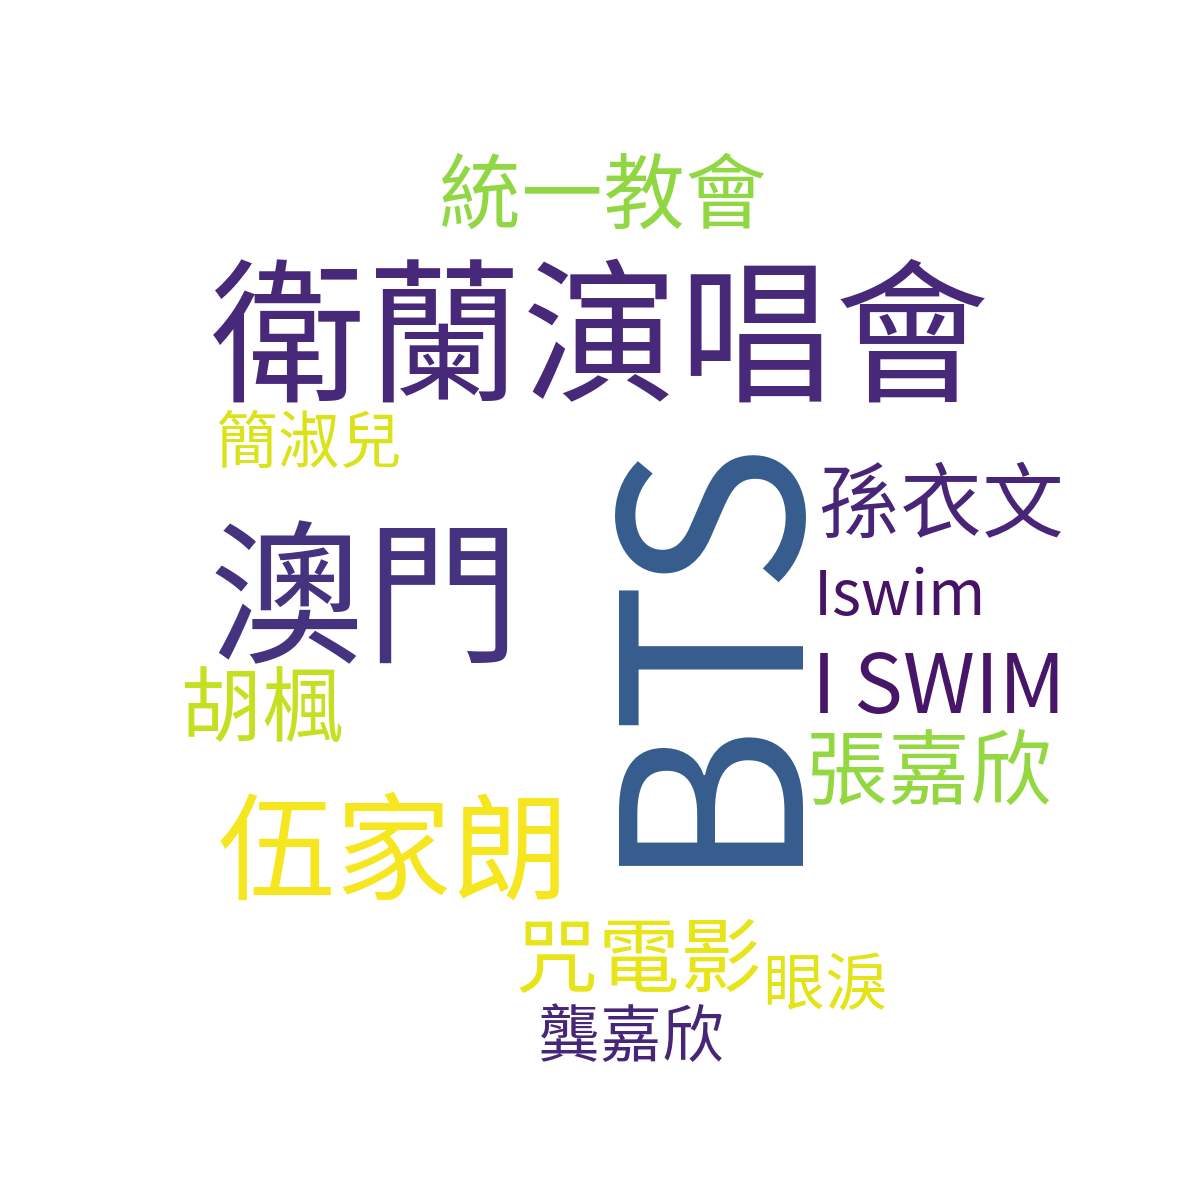 統一教會
衛蘭演唱會
簡淑兒
BTS
孫衣文
澳門
Iswim
I SWIM
胡楓
張嘉欣
伍家朗
咒電影
眼淚
龔嘉欣